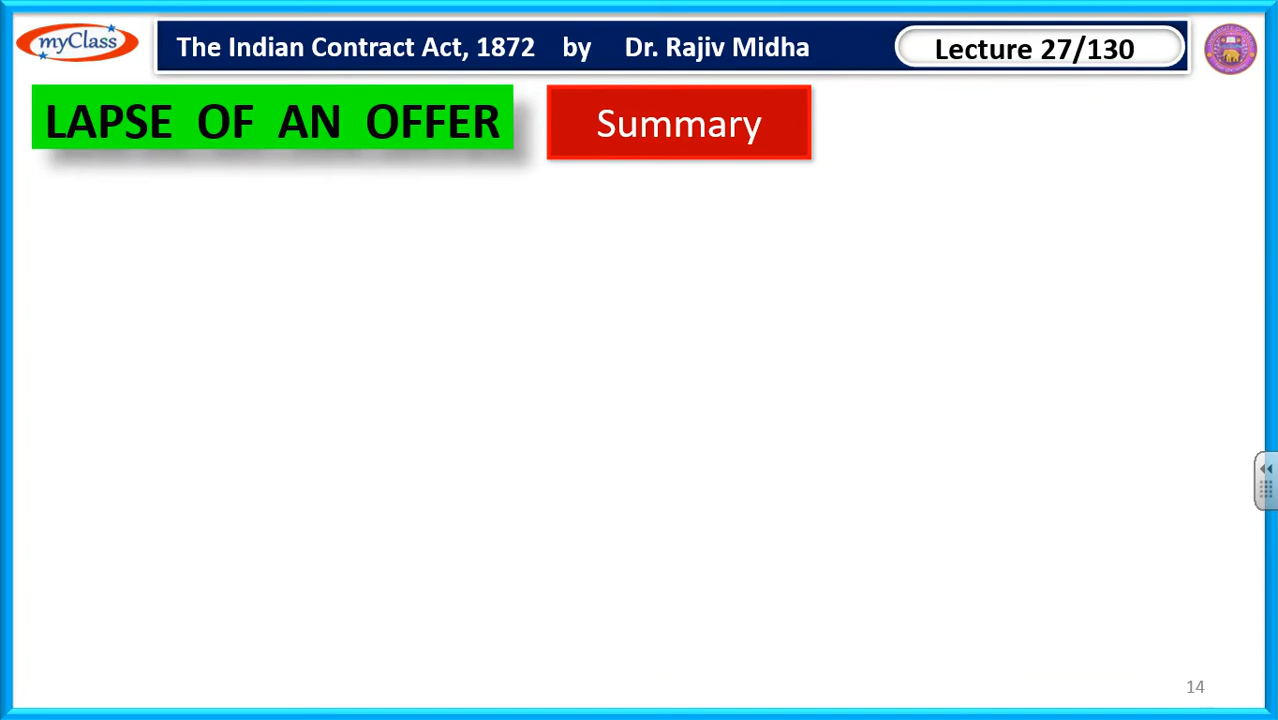 myClass
The Indian Contract Act, 1872 by Dr. Rajiv Midha
Lecture 27/130
LAPSE OF AN OFFER
Summary
14